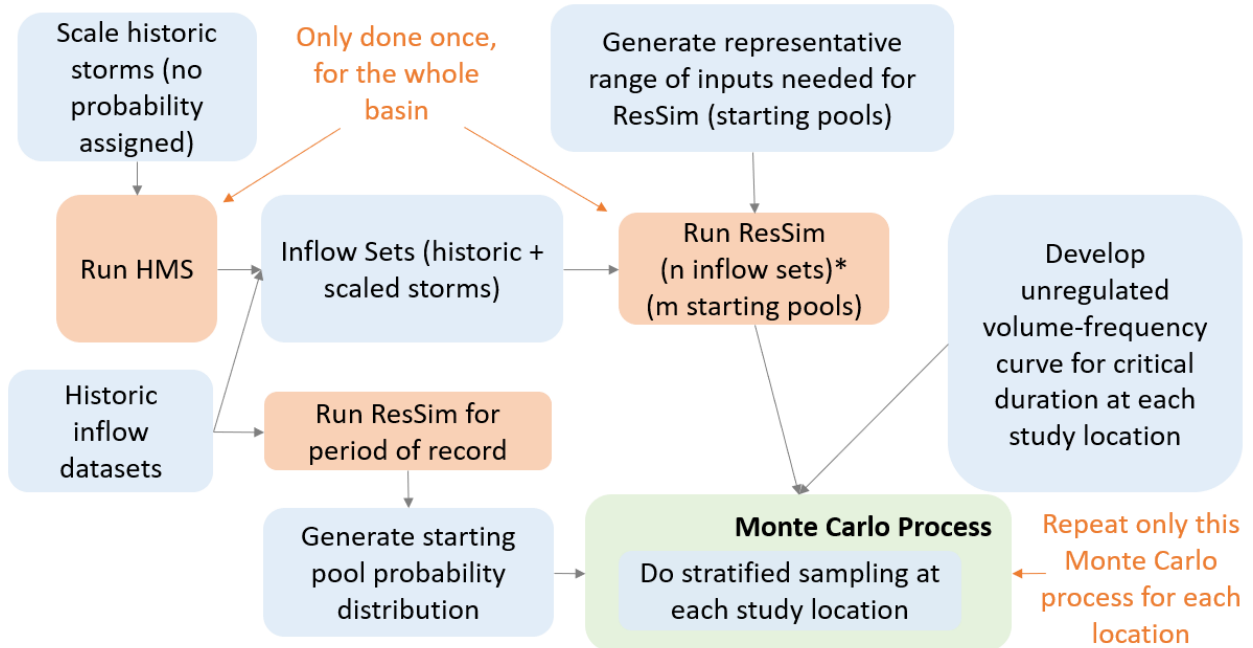 Scale historic
storms (no
probability
assigned)
Only done once,
for the whole
basin
Generate representative
range of inputs needed for
ResSim (starting pools)
Run HMS
Inflow Sets (historic +
scaled storms)
Run ResSim
(n inflow sets)*
(m starting pools)
Develop
unregulated
volume-frequency
curve for critical
duration at each
study location
Historic
inflow
datasets
Run ResSim for
period of record
Generate starting
pool probability
distribution
Monte Carlo Process
Do stratified sampling at
each study location
Repeat only this
Monte Carlo
process for each
location